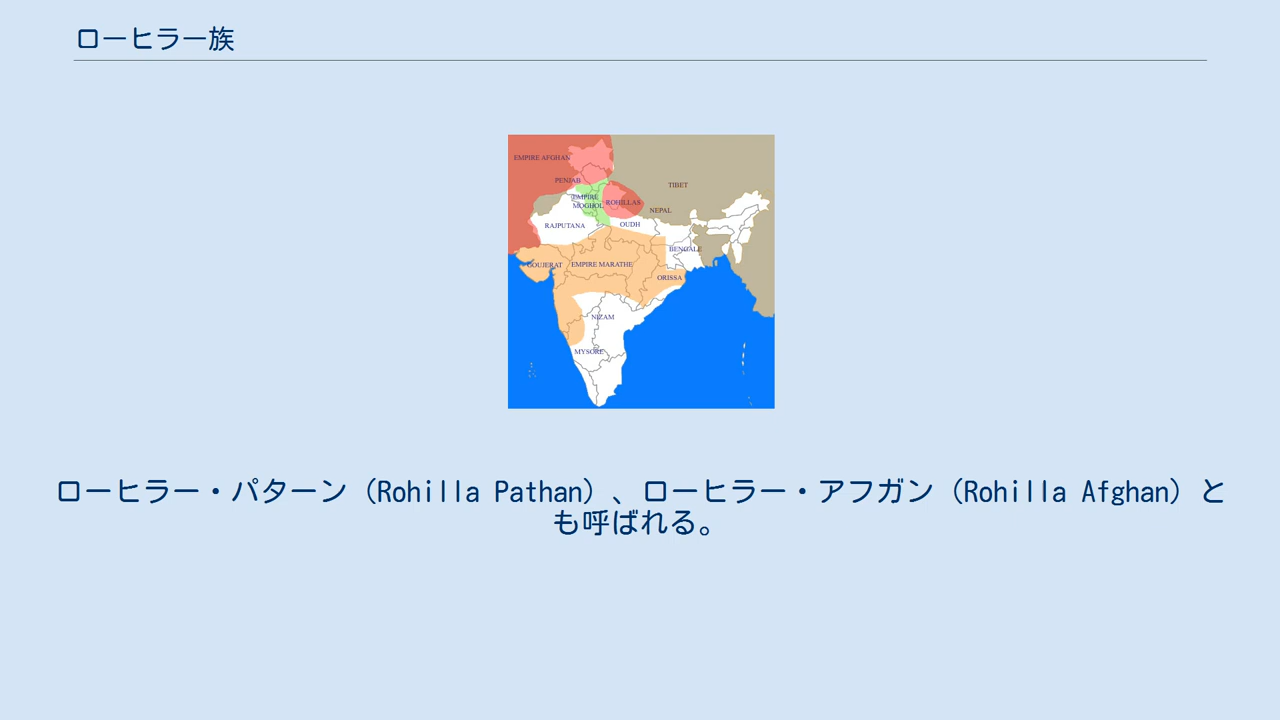 ローヒラー族
EMPIRE AFGHAN
PENJAB
TIBET
EMPIRE
MOGHOL
ROHILLAS
NEPAL
RAJPUTANA
OUDH
BENGALE
GOUJERAT
EMPIRE MARATHE
ORISSA
NIZAM
MYSORE
ローヒラー・パターン（Rohilla Pathan）、ローヒラー・アフガン（Rohilla Afghan）と
も呼ばれる。